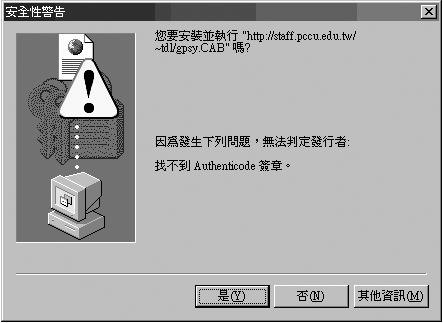 安全性警告
您要安裝並執行 "http://staff.pccu.edu.tw/
~tdl/gpsy.CAB" 嗎?
因為發生下列問題，無法判定發行者:
找不到 Authenticode 簽章。
是(Y)
否(N)
其他資訊(M)